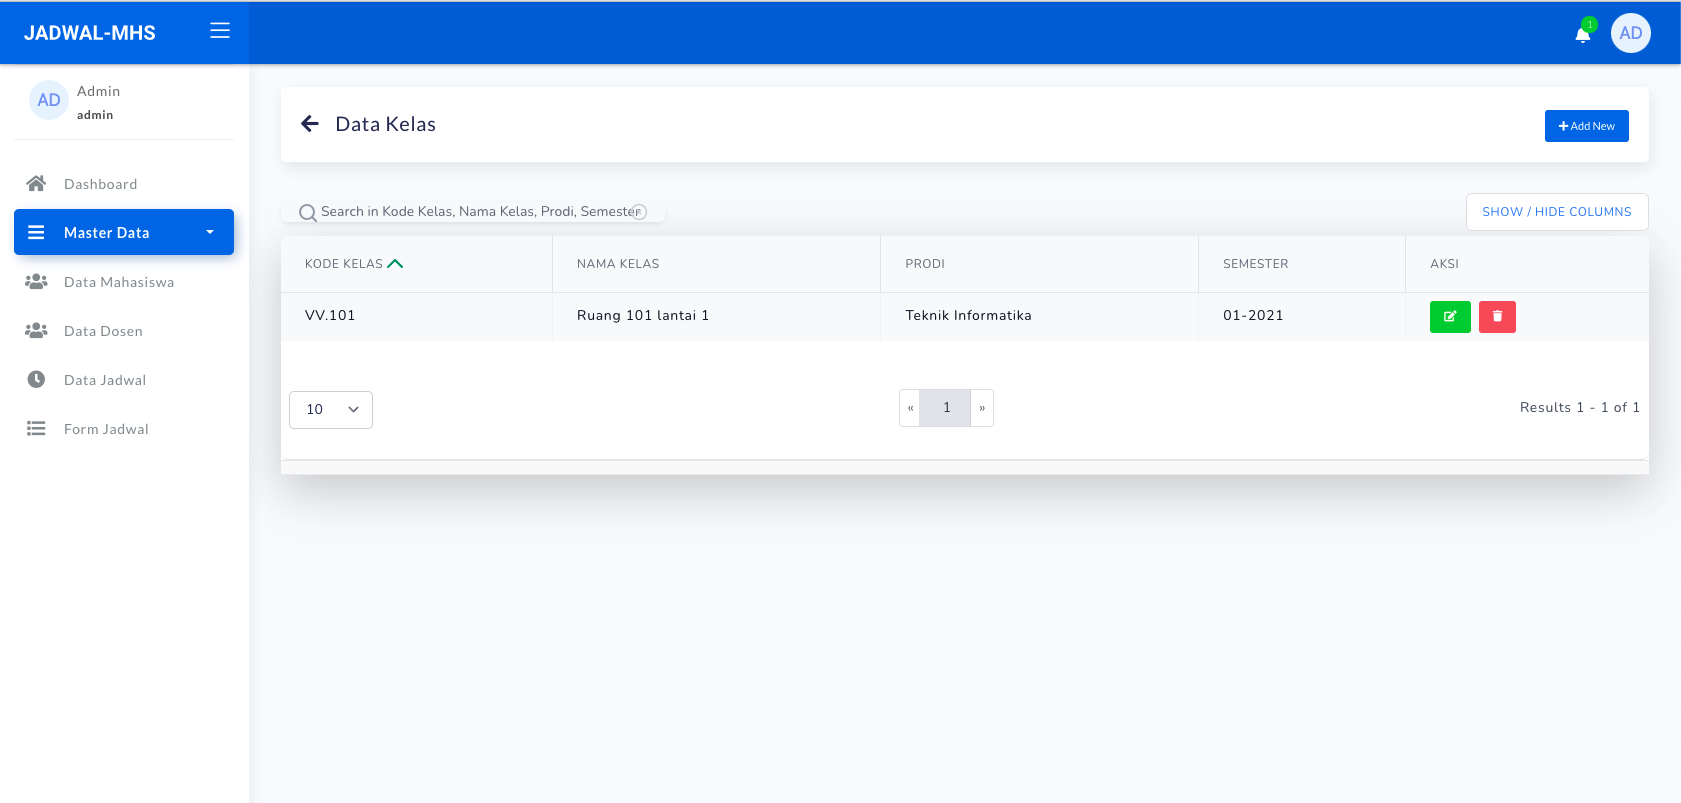 JADWAL-MHS
1
AD
AD
Admin
admin
Dashboard
Master Data
Data Mahasiswa
Data Dosen
Data Jadwal
Form Jadwal
Data Kelas
Add New
Search in Kode Kelas, Nama Kelas, Prodi, Semester
SHOW / HIDE COLUMNS
KODE KELAS NAMA KELAS PRODI SEMESTER AKSI
VV.101 Ruang 101 lantai 1 Teknik Informatika 01-2021
10 « 1 » Results 1 - 1 of 1